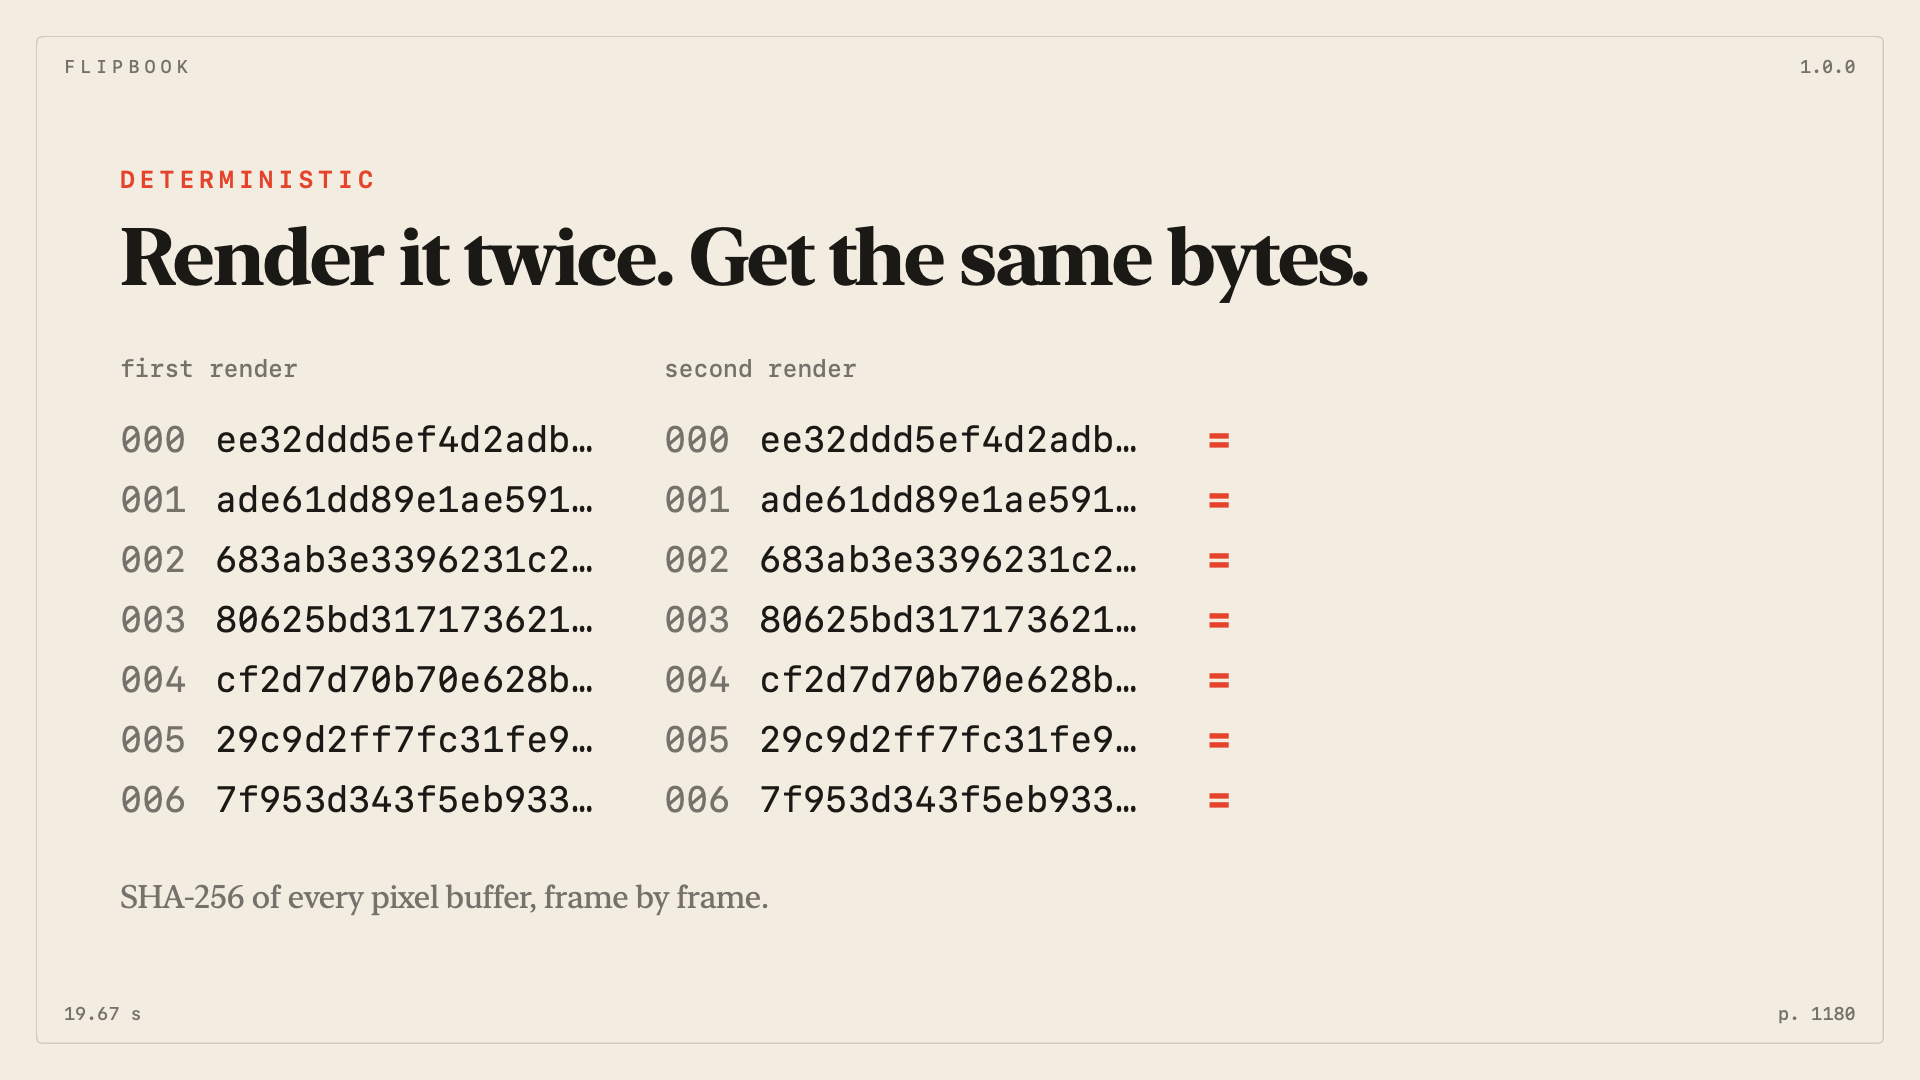 FLIPBOOK 1.0.0
DETERMINISTIC
Render it twice. Get the same bytes.
first render second render
000 ee32ddd5ef4d2adb… 000 ee32ddd5ef4d2adb… =
001 ade61dd89e1ae591… 001 ade61dd89e1ae591… =
002 683ab3e3396231c2… 002 683ab3e3396231c2… =
003 80625bd317173621… 003 80625bd317173621… =
004 cf2d7d70b70e628b… 004 cf2d7d70b70e628b… =
005 29c9d2ff7fc31fe9… 005 29c9d2ff7fc31fe9… =
006 7f953d343f5eb933… 006 7f953d343f5eb933… =
SHA-256 of every pixel buffer, frame by frame.
19.67 s p. 1180